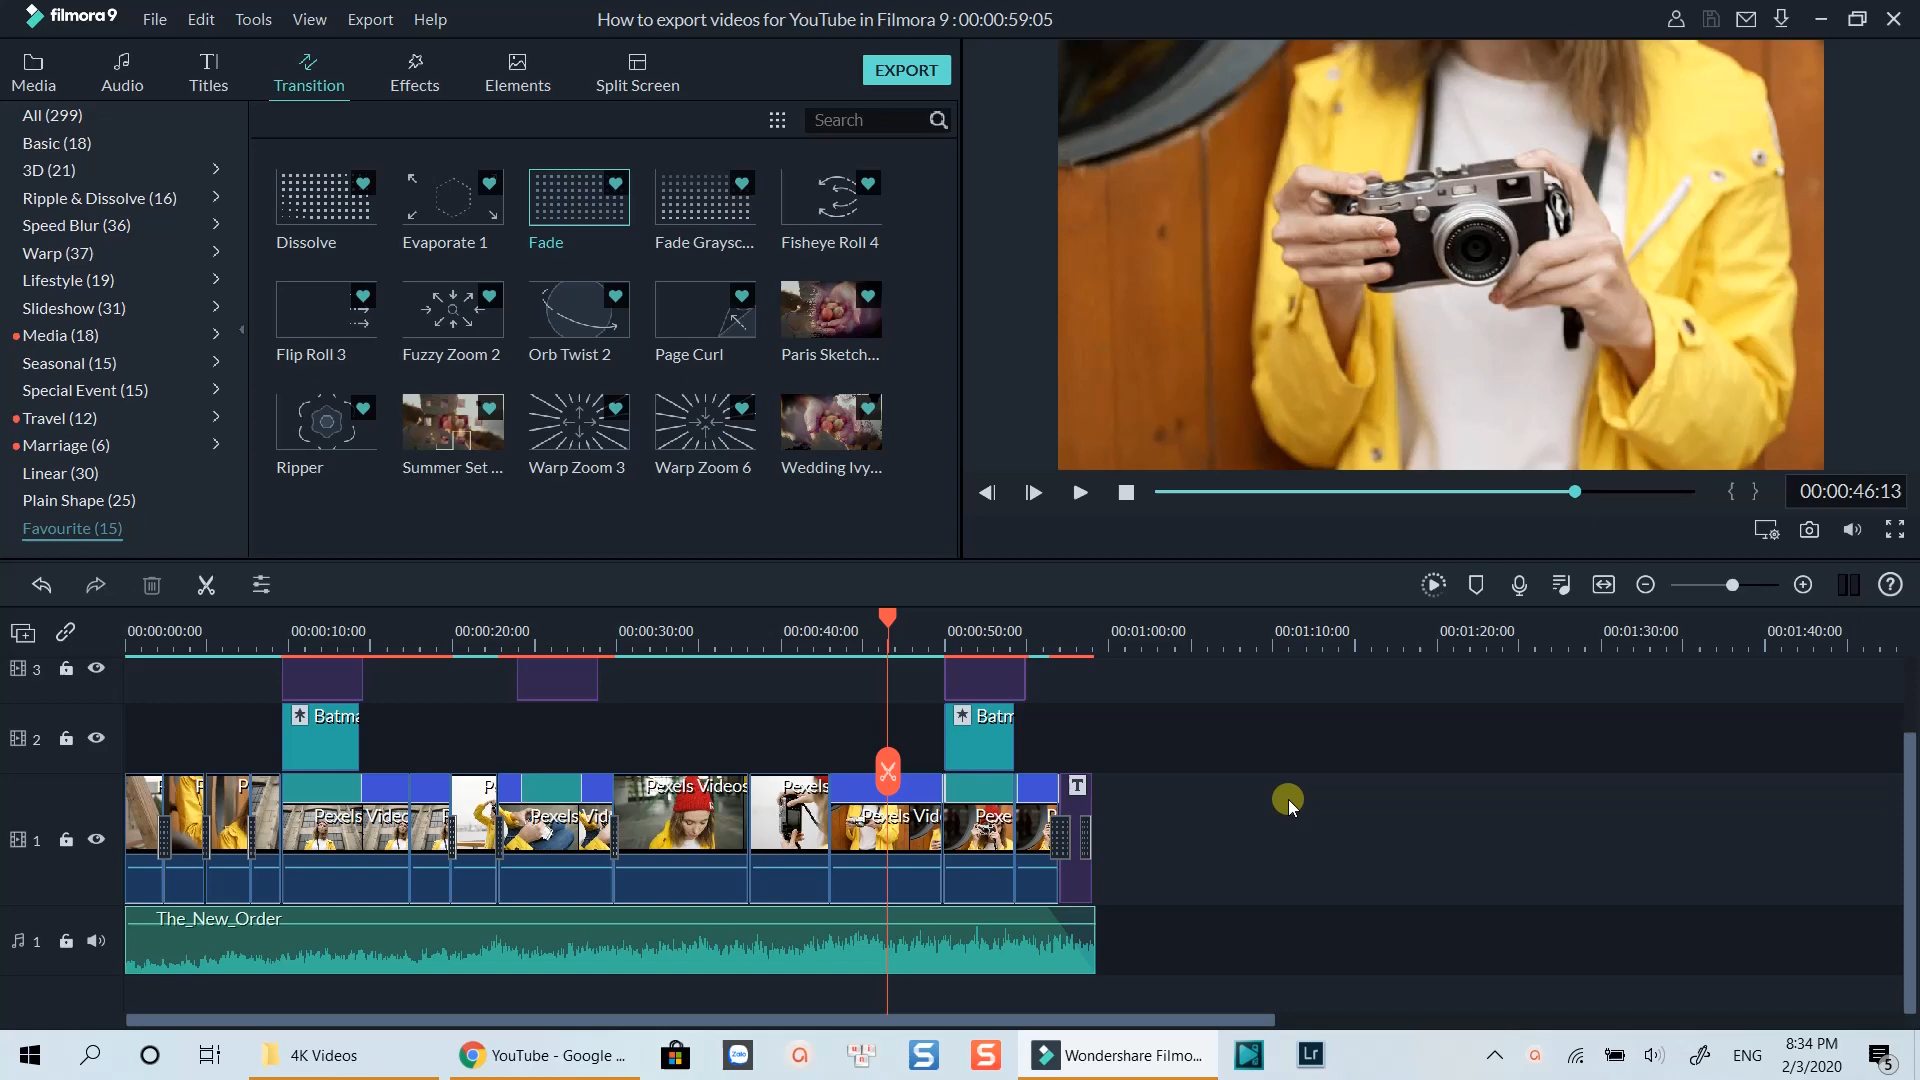 filmora9
File Edit Tools View Export Help
How to export videos for YouTube in Filmora 9 : 00:00:59:05
Media Audio Titles Transition Effects Elements Split Screen
EXPORT
Search
All (299)
Basic (18)
3D (21)
Ripple & Dissolve (16)
Speed Blur (36)
Warp (37)
Lifestyle (19)
Slideshow (31)
Media (18)
Seasonal (15)
Special Event (15)
Travel (12)
Marriage (6)
Linear (30)
Plain Shape (25)
Favourite (15)
Dissolve Evaporate 1 Fade Fade Graysc... Fisheye Roll 4
Flip Roll 3 Fuzzy Zoom 2 Orb Twist 2 Page Curl Paris Sketch...
Ripper Summer Set ... Warp Zoom 3 Warp Zoom 6 Wedding Ivy...
{ } 00:00:46:13
00:00:00:00 00:00:10:00 00:00:20:00 00:00:30:00 00:00:40:00 00:00:50:00 00:01:00:00 00:01:10:00 00:01:20:00 00:01:30:00 00:01:40:00
3
2 Batma Batm
P P Pexels Videos Pexels T
1 Pexels Videos Pexels Vid Pexels Vid Pexe P
The_New_Order
1
4K Videos
YouTube - Google ...
Zalo
Wondershare Filmo...
Lr
ENG
8:34 PM
2/3/2020
5